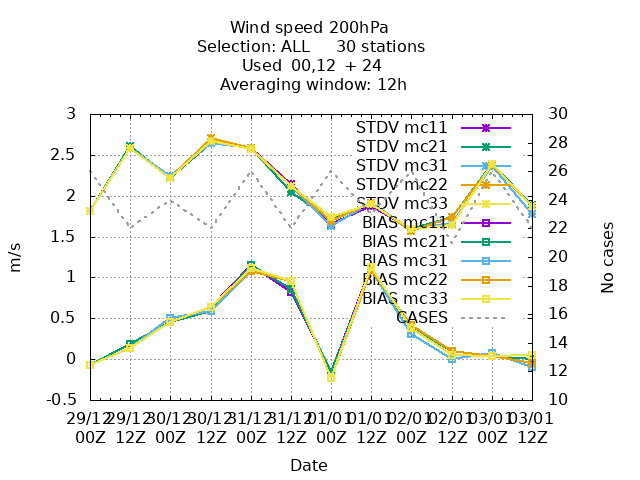 Wind speed 200hPa
Selection: ALL 30 stations
Used 00,12 + 24
Averaging window: 12h
3
2.5
2
1.5
1
0.5
0
-0.5
m/s
30
28
26
24
22
20
18
16
14
12
10
No cases
STDV mc11
STDV mc21
STDV mc31
STDV mc22
STDV mc33
BIAS mc11
BIAS mc21
BIAS mc31
BIAS mc22
BIAS mc33
CASES
29/12 29/12 30/12 30/12 31/12 31/12 01/01 01/01 02/01 02/01 03/01 03/01
00Z 12Z 00Z 12Z 00Z 12Z 00Z 12Z 00Z 12Z 00Z 12Z
Date